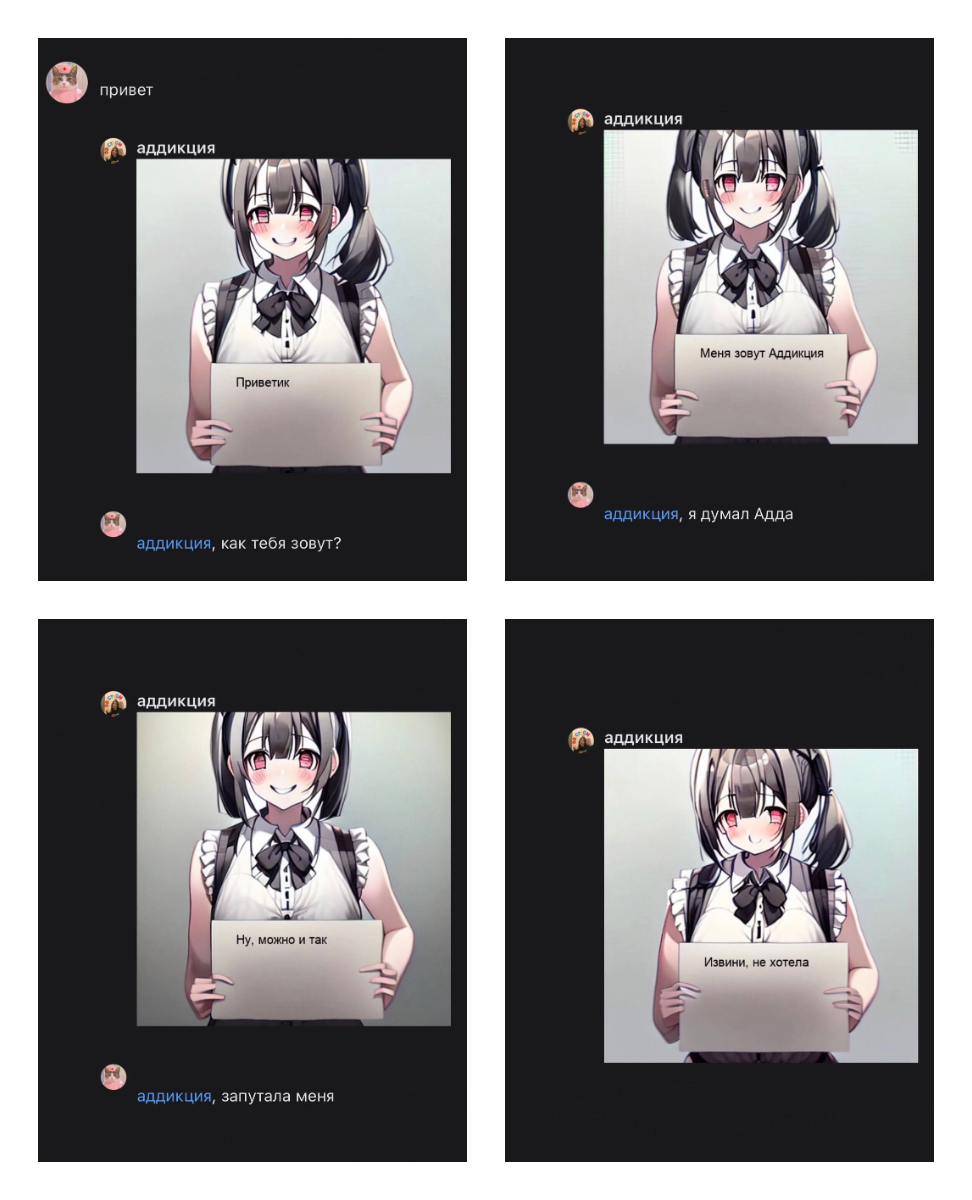 привет
аддикция
Приветик
аддикция, как тебя зовут?
аддикция
Меня зовут Аддикция
аддикция, я думал Адда
аддикция
Ну, можно и так
аддикция, запутала меня
аддикция
Извини, не хотела